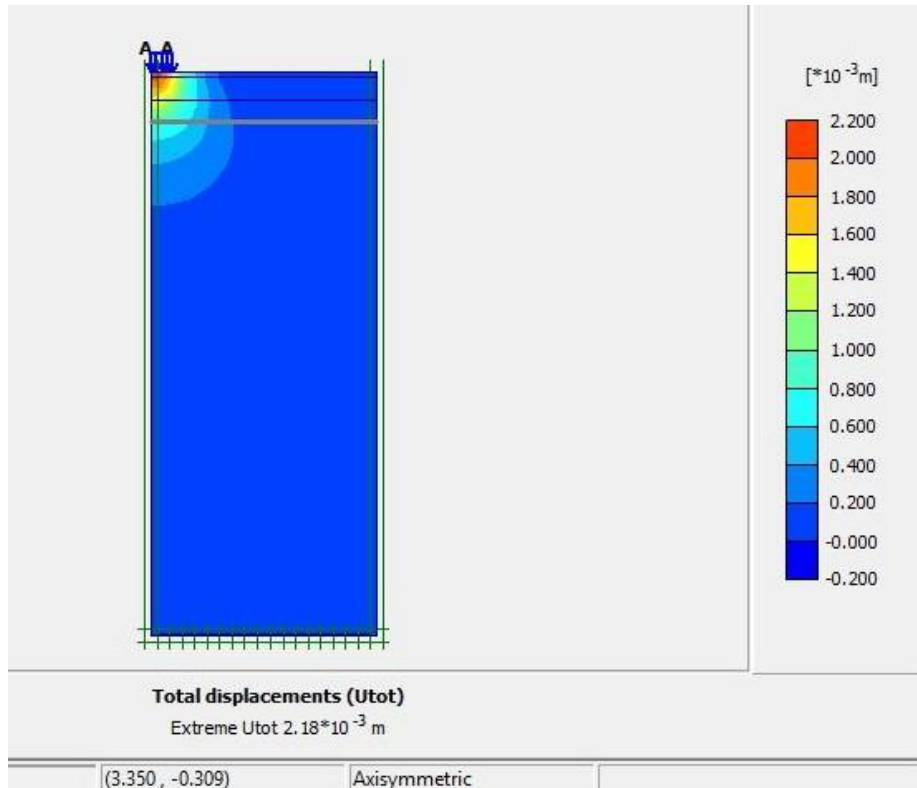 A A
[*10 -3m]
2.200
2.000
1.800
1.600
1.400
1.200
1.000
0.800
0.600
0.400
0.200
-0.000
-0.200
Total displacements (Utot)
Extreme Utot 2.18*10 -3 m
(3.350 , -0.309) Axisymmetric